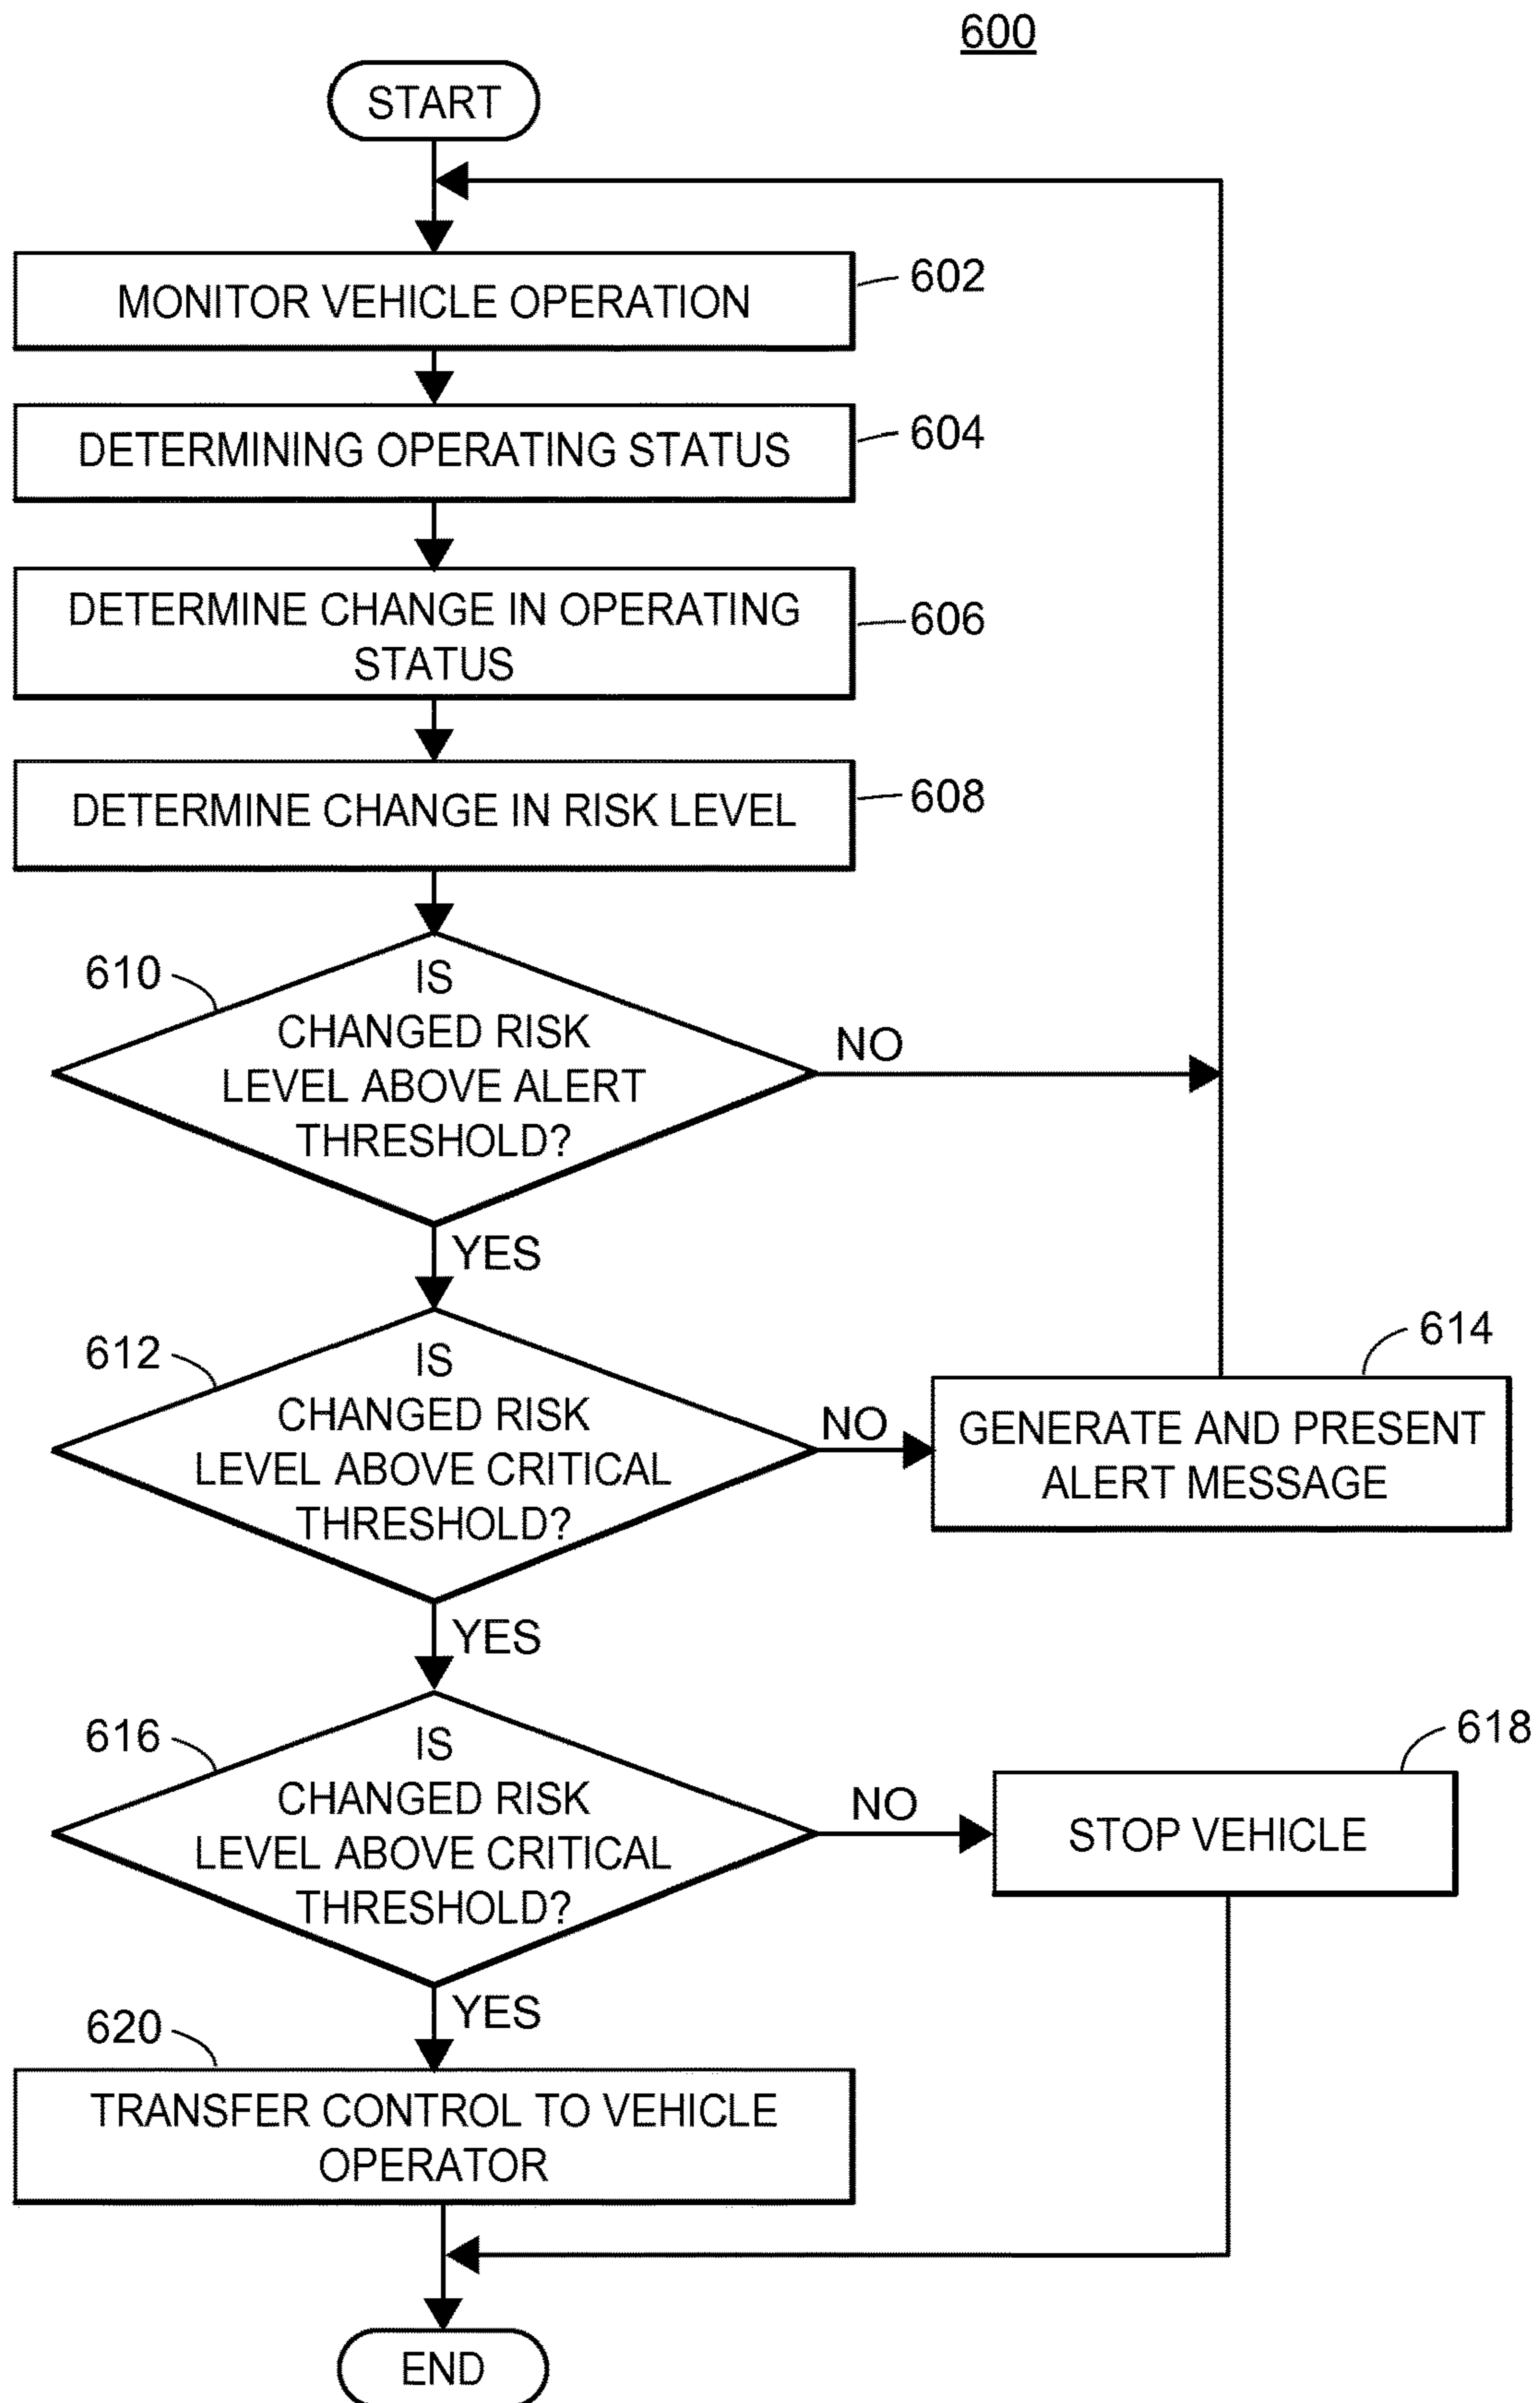 600
START
MONITOR VEHICLE OPERATION
602
DETERMINING OPERATING STATUS
604
DETERMINE CHANGE IN OPERATING
STATUS
606
DETERMINE CHANGE IN RISK LEVEL
608
610
IS
CHANGED RISK
LEVEL ABOVE ALERT
THRESHOLD?
NO
YES
612
IS
CHANGED RISK
LEVEL ABOVE CRITICAL
THRESHOLD?
NO
614
GENERATE AND PRESENT
ALERT MESSAGE
YES
616
IS
CHANGED RISK
LEVEL ABOVE CRITICAL
THRESHOLD?
NO
618
STOP VEHICLE
YES
620
TRANSFER CONTROL TO VEHICLE
OPERATOR
END